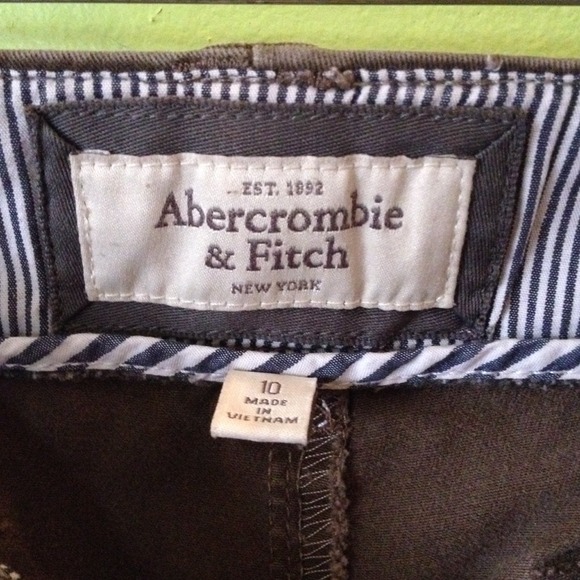 EST. 1892
Abercrombie
& Fitch
NEW YORK
10
MADE
IN
VIETNAM